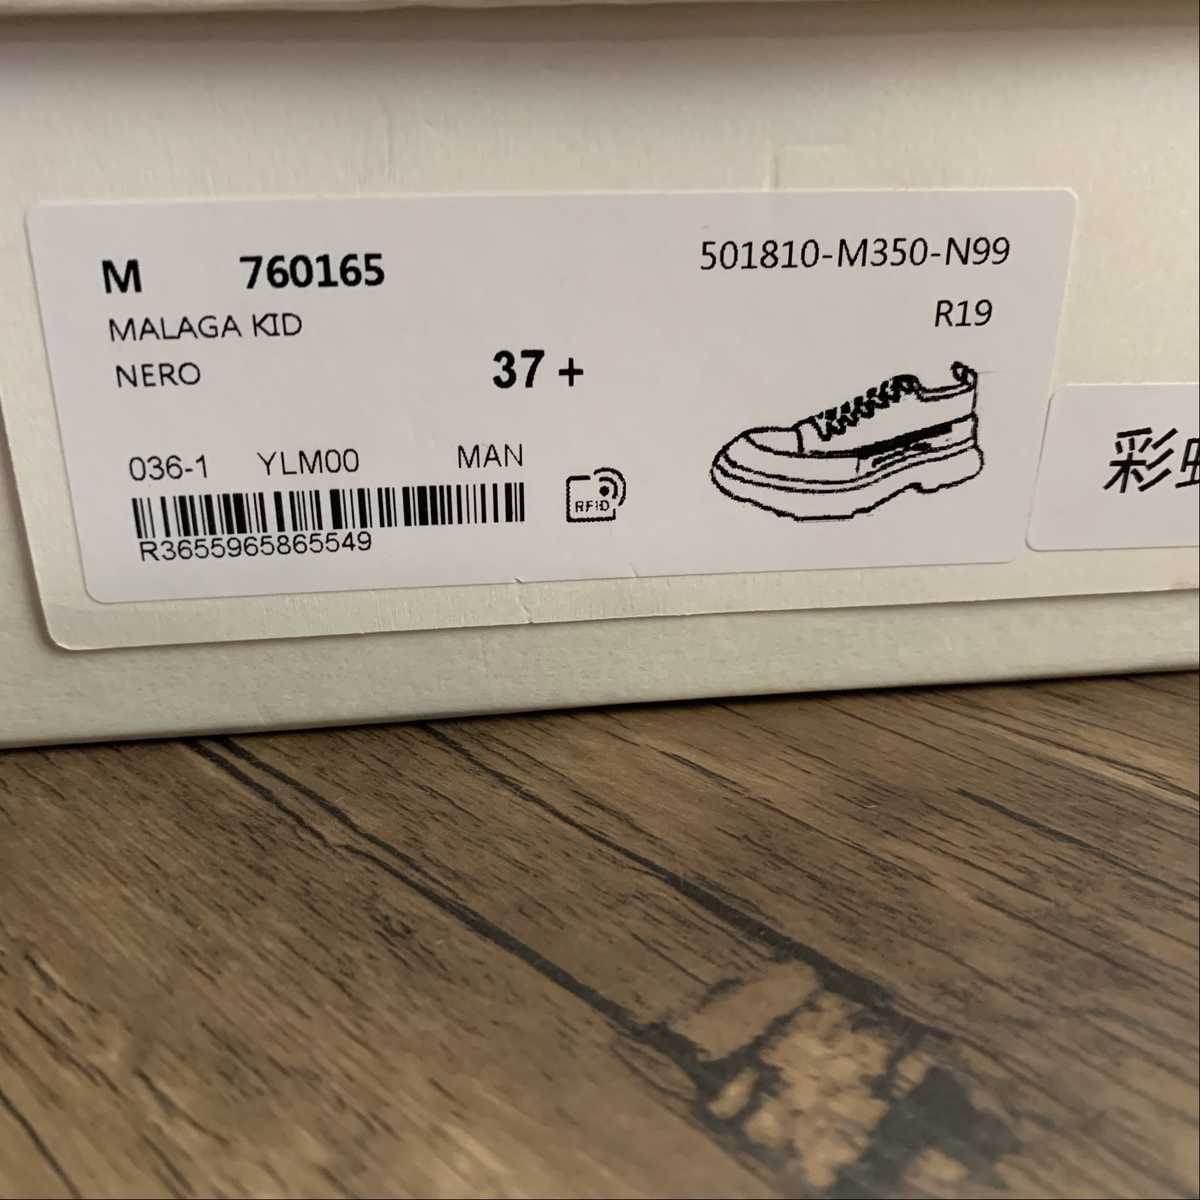 M 760165
501810-M350-N99
MALAGA KID
R19
NERO
37 +
036-1 YLM00 MAN
RFID
R3655965865549
彩